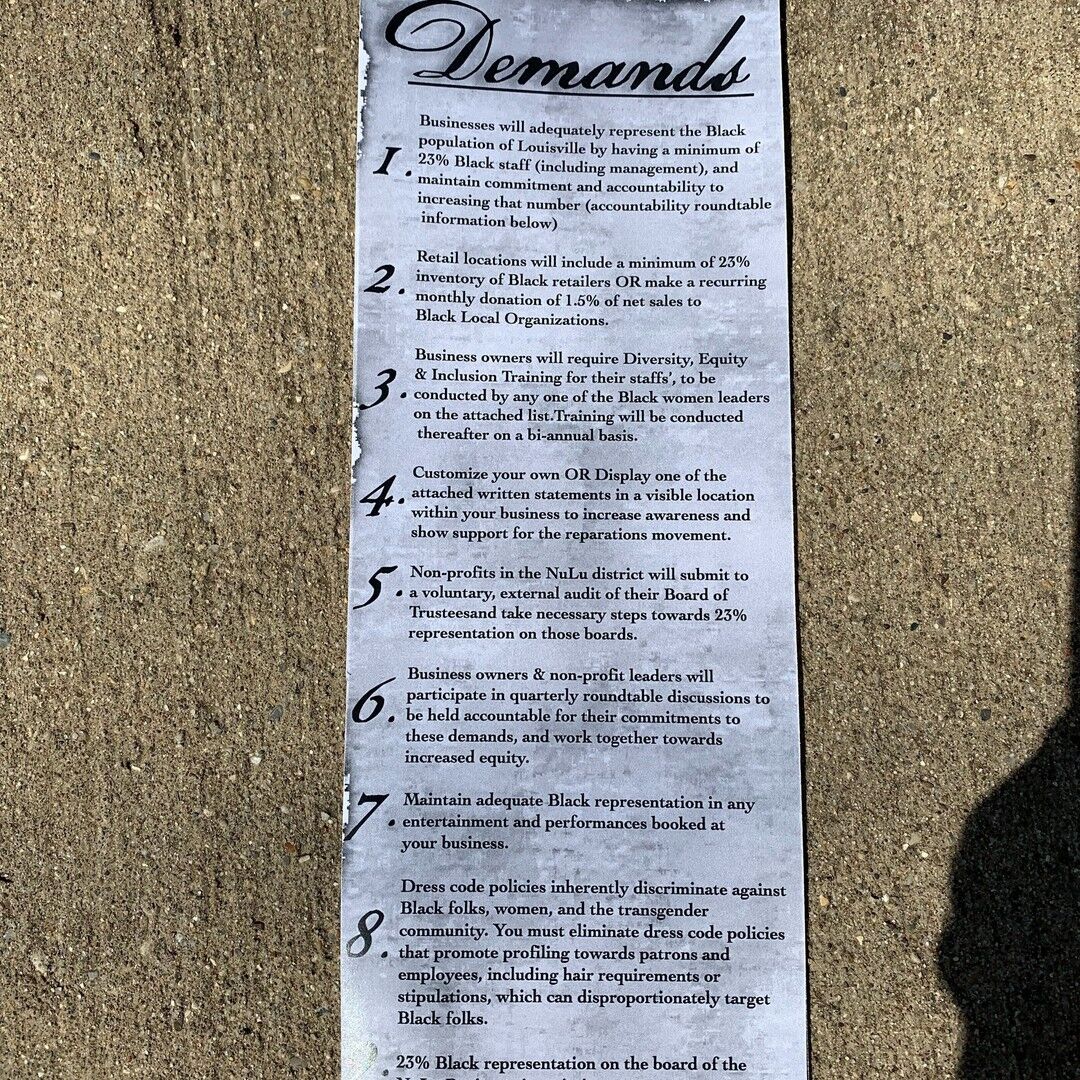 Demands
Businesses will adequately represent the Black
population of Louisville by having a minimum of
1. 23% Black staff (including management), and
maintain commitment and accountability to
increasing that number (accountability roundtable
information below)
Retail locations will include a minimum of 23%
2. inventory of Black retailers OR make a recurring
monthly donation of 1.5% of net sales to
Black Local Organizations.
Business owners will require Diversity, Equity
& Inclusion Training for their staffs', to be
3. conducted by any one of the Black women leaders
on the attached list.Training will be conducted
thereafter on a bi-annual basis.
Customize your own OR Display one of the
4. attached written statements in a visible location
within your business to increase awareness and
show support for the reparations movement.
Non-profits in the NuLu district will submit to
5. a voluntary, external audit of their Board of
Trusteesand take necessary steps towards 23%
representation on those boards.
Business owners & non-profit leaders will
participate in quarterly roundtable discussions to
6. be held accountable for their commitments to
these demands, and work together towards
increased equity.
Maintain adequate Black representation in any
7. entertainment and performances booked at
your business.
Dress code policies inherently discriminate against
Black folks, women, and the transgender
community. You must eliminate dress code policies
8. that promote profiling towards patrons and
employees, including hair requirements or
stipulations, which can disproportionately target
Black folks.
23% Black representation on the board of the